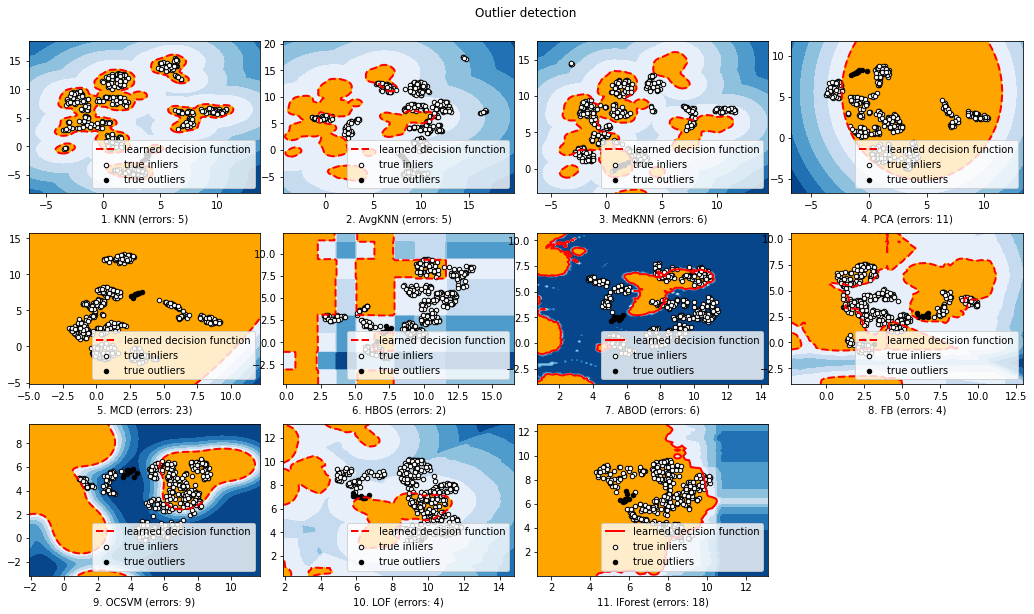 Outlier detection
15
10
5
0
−5
−5
0
5
10
learned decision function
true inliers
true outliers
1. KNN (errors: 5)
20
15
10
5
0
−5
0
5
10
15
learned decision function
true inliers
true outliers
2. AvgKNN (errors: 5)
15
10
5
0
−5
0
5
10
learned decision function
true inliers
true outliers
3. MedKNN (errors: 6)
10
5
0
−5
−5
0
5
10
learned decision function
true inliers
true outliers
4. PCA (errors: 11)
15
10
5
0
−5
−5.0
−2.5
0.0
2.5
5.0
7.5
10.0
learned decision function
true inliers
true outliers
5. MCD (errors: 23)
10.0
7.5
5.0
2.5
0.0
−2.5
0.0
2.5
5.0
7.5
10.0
12.5
15.0
learned decision function
true inliers
true outliers
6. HBOS (errors: 2)
10.0
7.5
5.0
2.5
0.0
−2.5
2
4
6
8
10
12
14
learned decision function
true inliers
true outliers
7. ABOD (errors: 6)
10.0
7.5
5.0
2.5
0.0
−2.5
0.0
2.5
5.0
7.5
10.0
12.5
learned decision function
true inliers
true outliers
8. FB (errors: 4)
8
6
4
2
0
−2
−2
0
2
4
6
8
10
learned decision function
true inliers
true outliers
9. OCSVM (errors: 9)
12
10
8
6
4
2
2
4
6
8
10
12
14
learned decision function
true inliers
true outliers
10. LOF (errors: 4)
12
10
8
6
4
2
2
4
6
8
10
12
learned decision function
true inliers
true outliers
11. IForest (errors: 18)